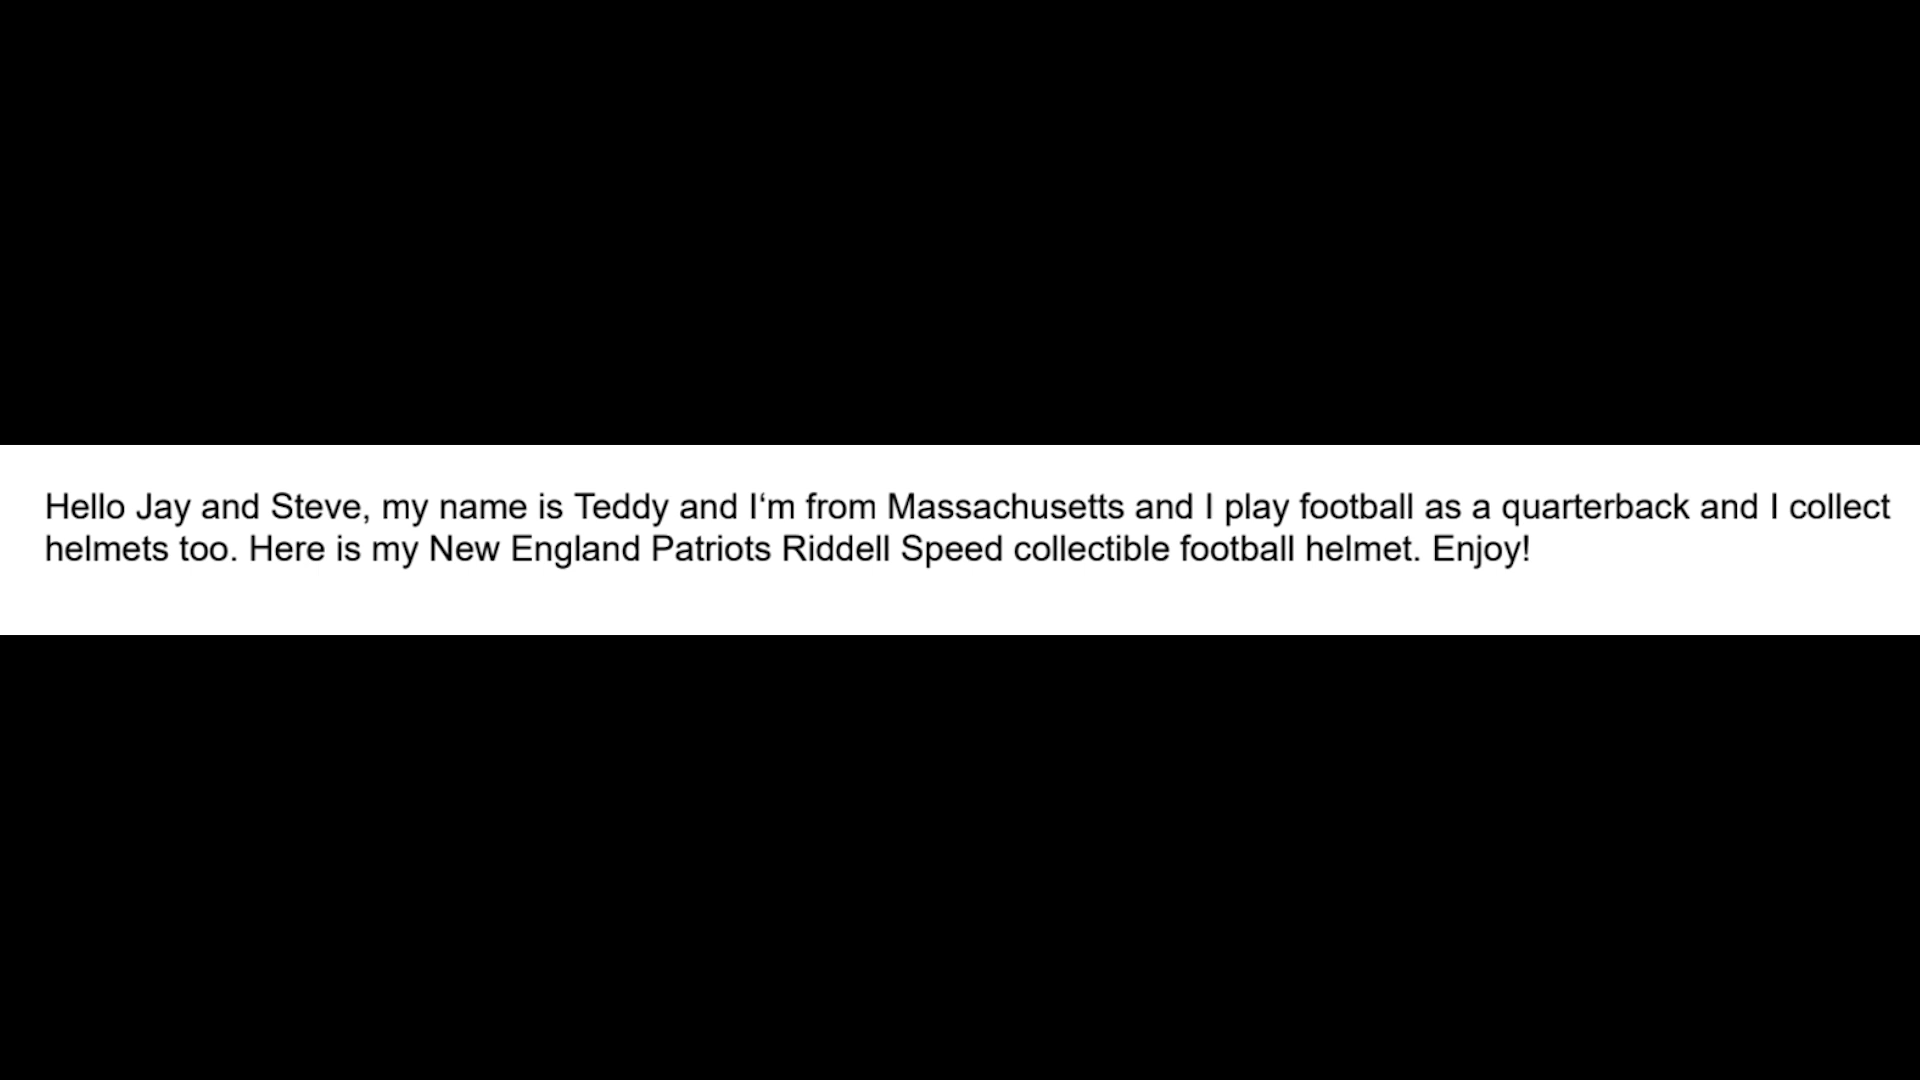 Hello Jay and Steve, my name is Teddy and I‘m from Massachusetts and I play football as a quarterback and I collect
helmets too. Here is my New England Patriots Riddell Speed collectible football helmet. Enjoy!